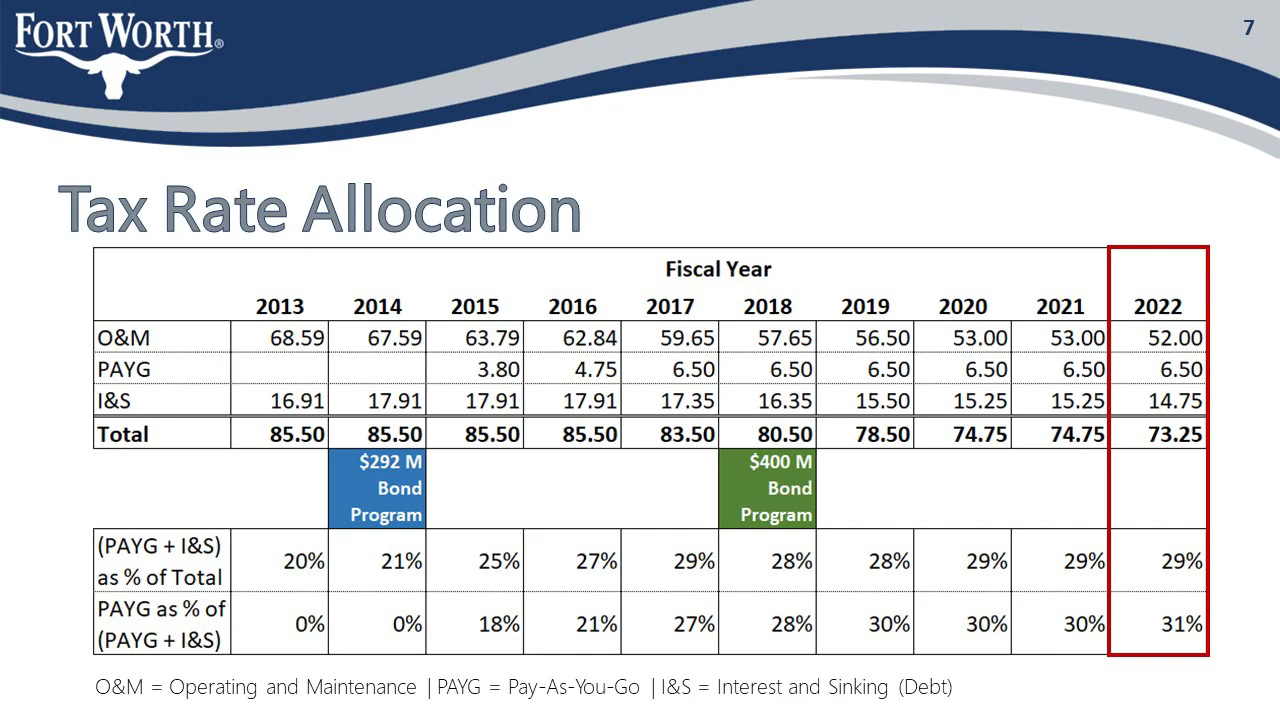 FORT WORTH®
7
Tax Rate Allocation
Fiscal Year
2013 2014 2015 2016 2017 2018 2019 2020 2021 2022
O&M 68.59 67.59 63.79 62.84 59.65 57.65 56.50 53.00 53.00 52.00
PAYG 3.80 4.75 6.50 6.50 6.50 6.50 6.50 6.50
I&S 16.91 17.91 17.91 17.91 17.35 16.35 15.50 15.25 15.25 14.75
Total 85.50 85.50 85.50 85.50 83.50 80.50 78.50 74.75 74.75 73.25
$292 M
Bond
Program
$400 M
Bond
Program
(PAYG + I&S)
as % of Total
20% 21% 25% 27% 29% 28% 28% 29% 29% 29%
PAYG as % of
(PAYG + I&S)
0% 0% 18% 21% 27% 28% 30% 30% 30% 31%
O&M = Operating and Maintenance | PAYG = Pay-As-You-Go | I&S = Interest and Sinking (Debt)